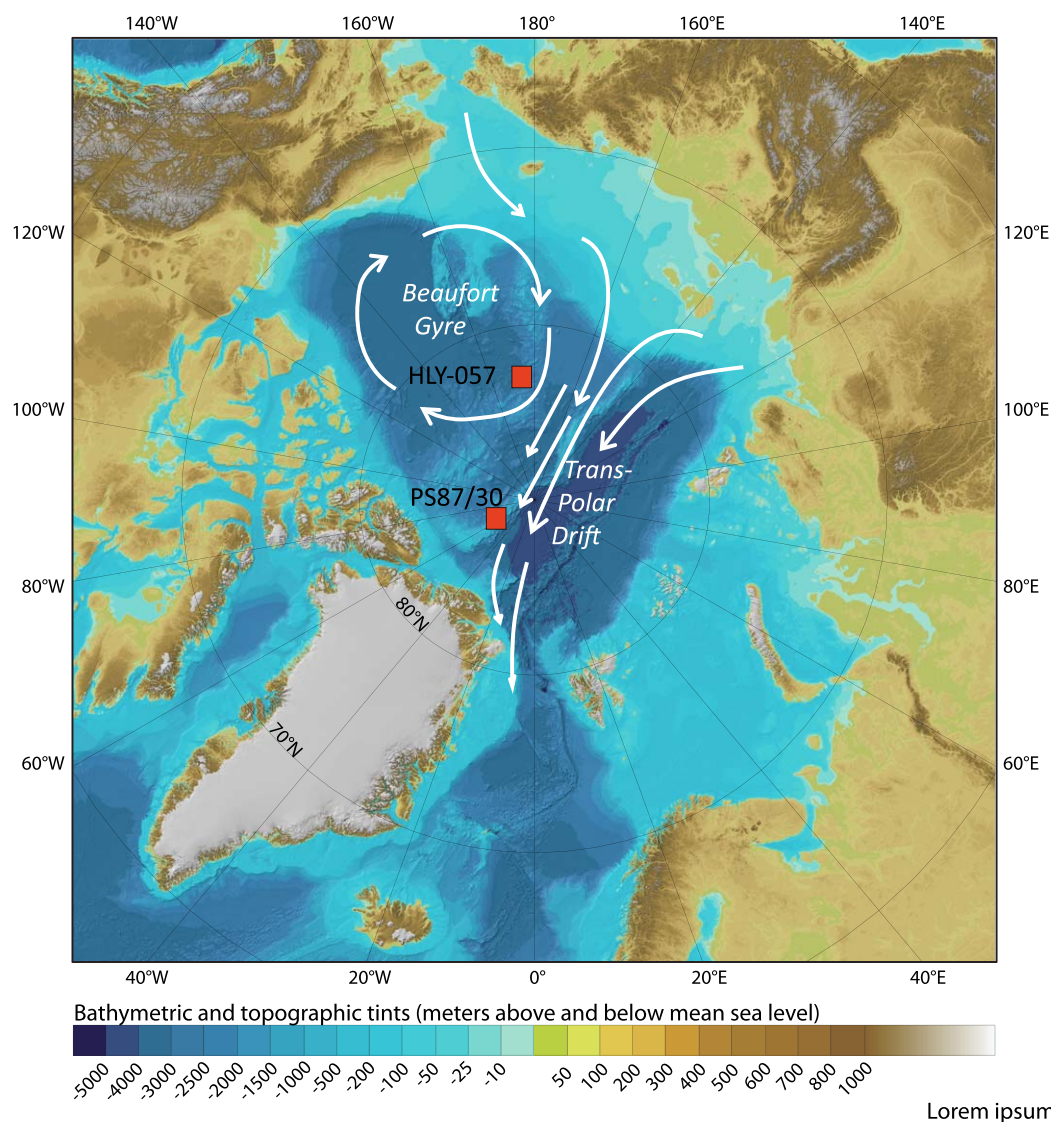 140°W 160°W 180° 160°E 140°E
120°W
120°E
Beaufort
Gyre
HLY-057
100°W
100°E
Trans-
PS87/30
Polar
Drift
80°W
80°E
80°N
70°N
60°W
60°E
40°W 20°W 0° 20°E 40°E
Bathymetric and topographic tints (meters above and below mean sea level)
-5000 -4000 -3000 -2500 -2000 -1500 -1000 -500 -200 -100 -50 -25 -10 50 100 200 300 400 500 600 700 800 1000
Lorem ipsum